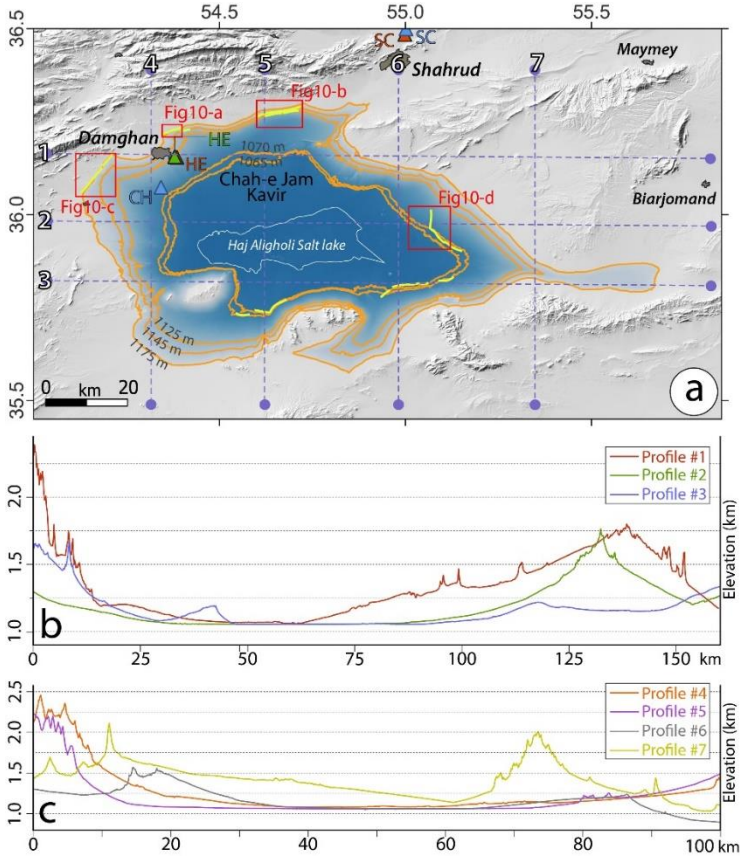 54.5 55.0 55.5
36.5
SC SC
4 5 6 7
Shahrud
Maymey
Fig10-b
Fig10-a
Damghan
HE
HE
1
1070 m
1065 m
Chah-e Jam
Kavir
CH
Fig10-c
Fig10-d
Biarjomand
36.0
2
Haj Aligholi Salt lake
3
1125 m
1145 m
1175 m
35.5
0 km 20
a
2.0
1.5
1.0
Elevation (km)
Profile #1
Profile #2
Profile #3
b
0 25 50 75 100 125 150 km
2.5
2.0
1.5
1.0
Elevation (km)
Profile #4
Profile #5
Profile #6
Profile #7
c
0 20 40 60 80 100 km